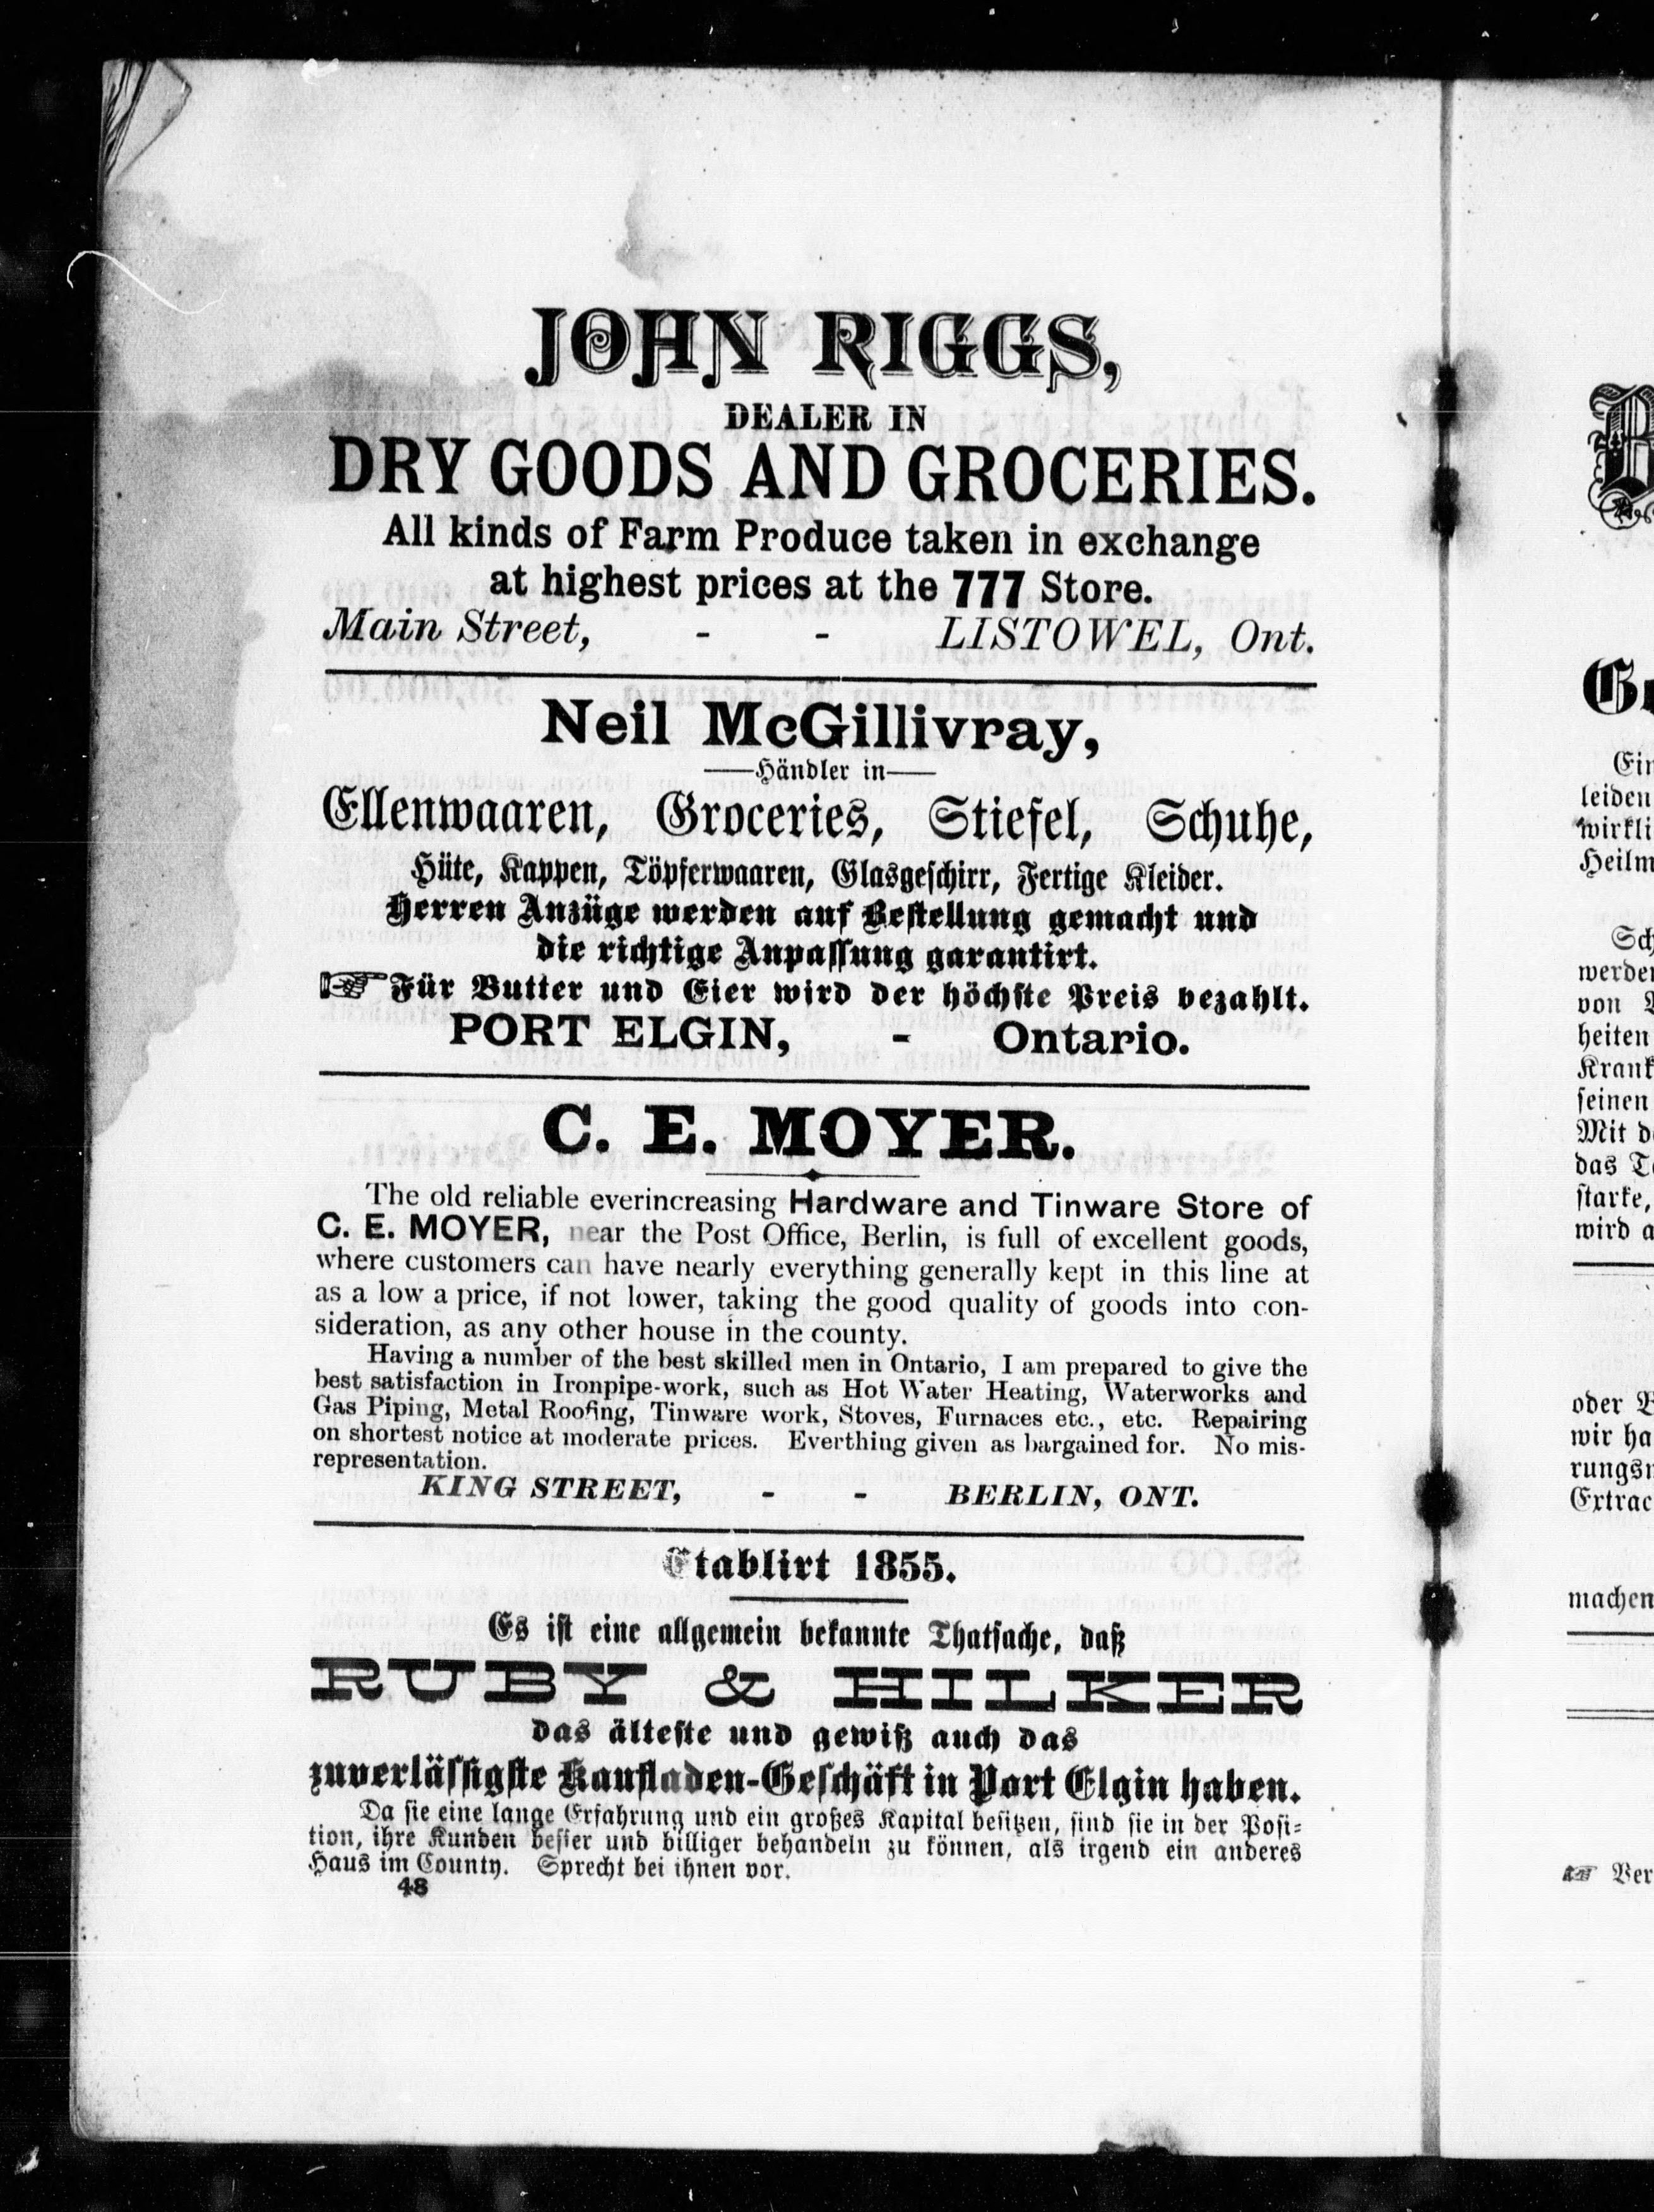 JOHN RIGGS,
DEALER IN
DRY GOODS AND GROCERIES.
All kinds of Farm Produce taken in exchange
at highest prices at the 777 Store.
Main Street, - - LISTOWEL, Ont.
Neil McGillivray,
—Händler in—
Ellenwaaren, Groceries, Stiefel, Schuhe,
Hüte, Kappen, Töpferwaaren, Glasgeschirr, Fertige Kleider.
Herren Anzüge werden auf Bestellung gemacht und
die richtige Anpassung garantirt.
☞ Für Butter und Eier wird der höchste Preis bezahlt.
PORT ELGIN, - Ontario.
C. E. MOYER.
The old reliable everincreasing Hardware and Tinware Store of
C. E. MOYER, near the Post Office, Berlin, is full of excellent goods,
where customers can have nearly everything generally kept in this line at
as a low a price, if not lower, taking the good quality of goods into con-
sideration, as any other house in the county.
Having a number of the best skilled men in Ontario, I am prepared to give the
best satisfaction in Ironpipe-work, such as Hot Water Heating, Waterworks and
Gas Piping, Metal Roofing, Tinware work, Stoves, Furnaces etc., etc. Repairing
on shortest notice at moderate prices. Everthing given as bargained for. No mis-
representation.
KING STREET, - - BERLIN, ONT.
Etablirt 1855.
Es ist eine allgemein bekannte Thatsache, daß
RUBY & HILKER
das älteste und gewiß auch das
zuverlässigste Kaufladen-Geschäft in Port Elgin haben.
Da sie eine lange Erfahrung und ein großes Kapital besitzen, sind sie in der Posi-
tion, ihre Kunden besser und billiger behandeln zu können, als irgend ein anderes
Haus im County. Sprecht bei ihnen vor.
48
leiden
Heilm
werden
von
heiten
Krank
seinen
Mit
das
starke,
wird
oder
wir ha
rungsm
Extrac
machen
☞ Ver